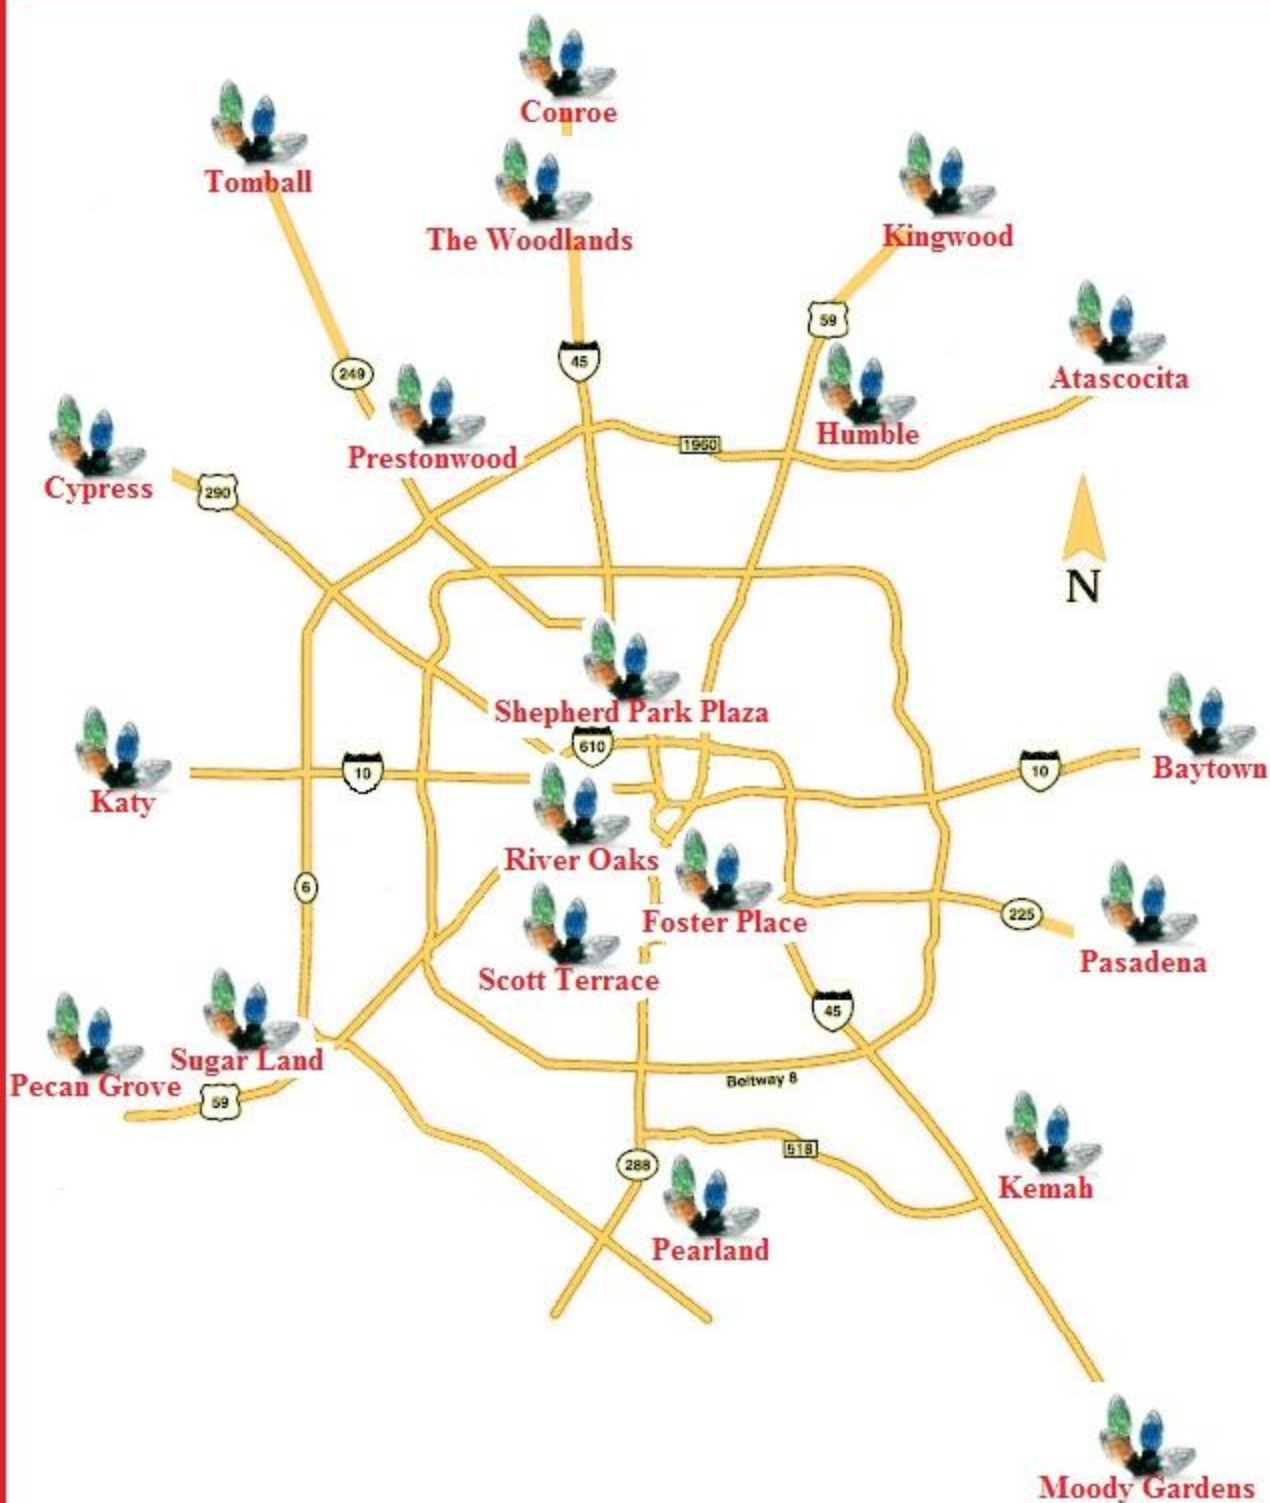 Conroe
Tomball
The Woodlands
Kingwood
59
45
249
Atascocita
Humble
1960
Prestonwood
Cypress
290
N
Shepherd Park Plaza
610
10
10
Baytown
Katy
River Oaks
6
225
Foster Place
Pasadena
Scott Terrace
45
Sugar Land
Pecan Grove
59
Beltway 8
518
288
Kemah
Pearland
Moody Gardens